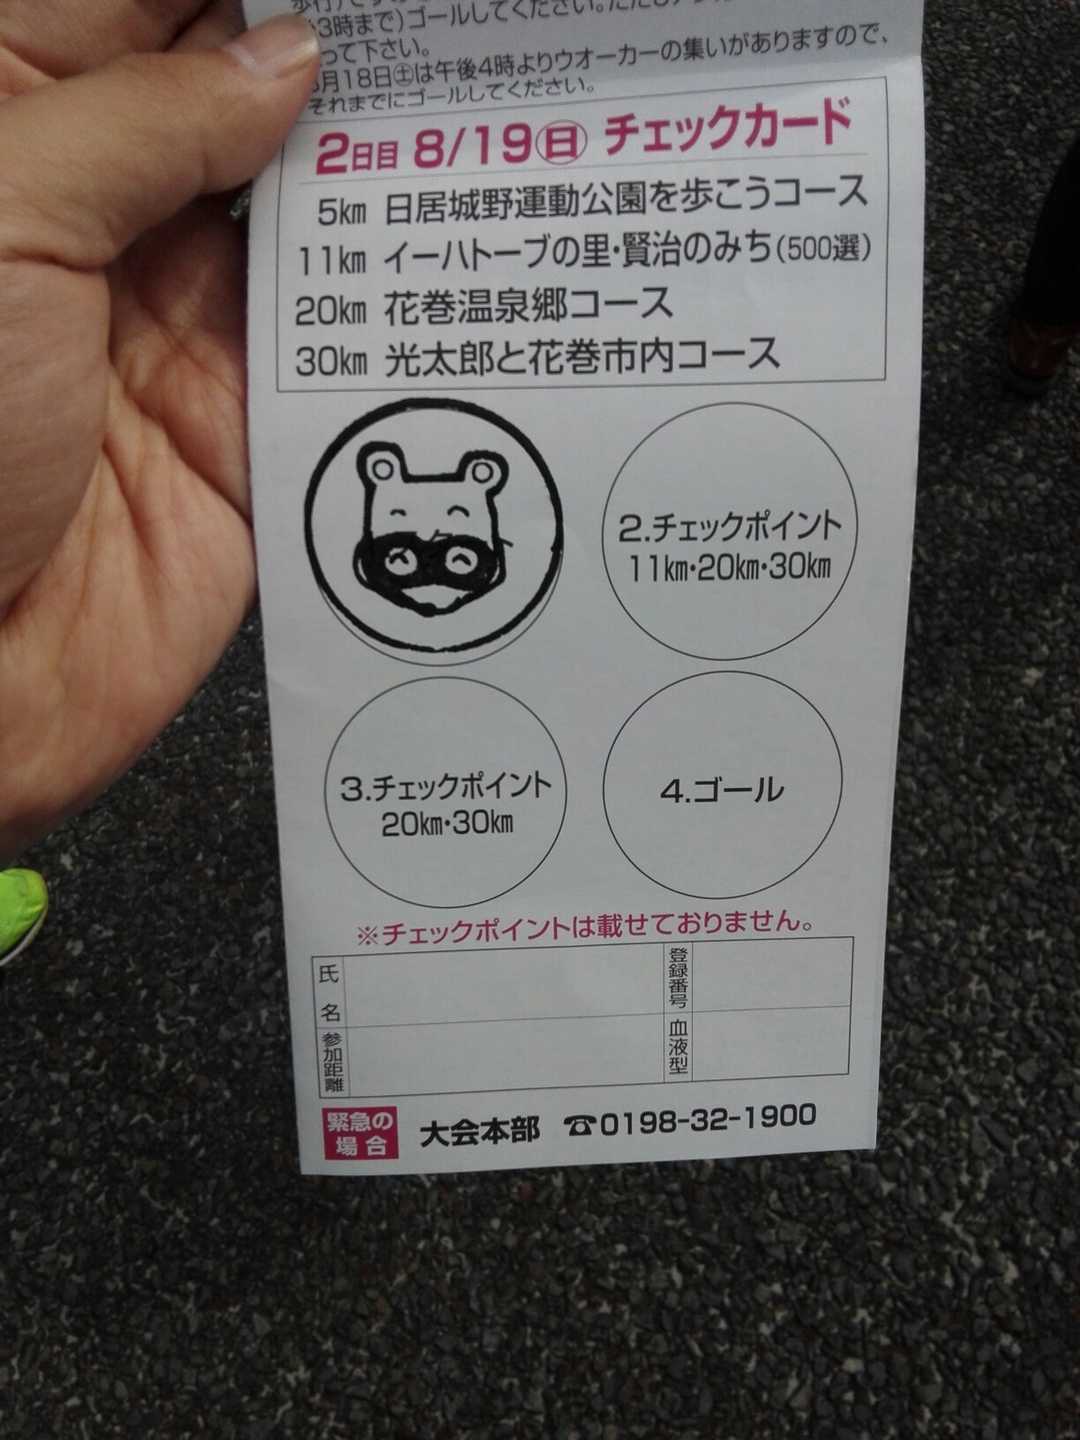 3時まで)ゴールしてください。ただし
って下さい。
月18日㊏は午後4時よりウオーカーの集いがありますので、
それまでにゴールしてください。
2日目 8/19㊐ チェックカード
5㎞ 日居城野運動公園を歩こうコース
11㎞ イーハトーブの里・賢治のみち(500選)
20㎞ 花巻温泉郷コース
30㎞ 光太郎と花巻市内コース
2.チェックポイント
11㎞・20㎞・30㎞
3.チェックポイント
20㎞・30㎞
4.ゴール
※チェックポイントは載せておりません。
氏名
登録番号
参加距離
血液型
緊急の場合
大会本部 ☎0198-32-1900